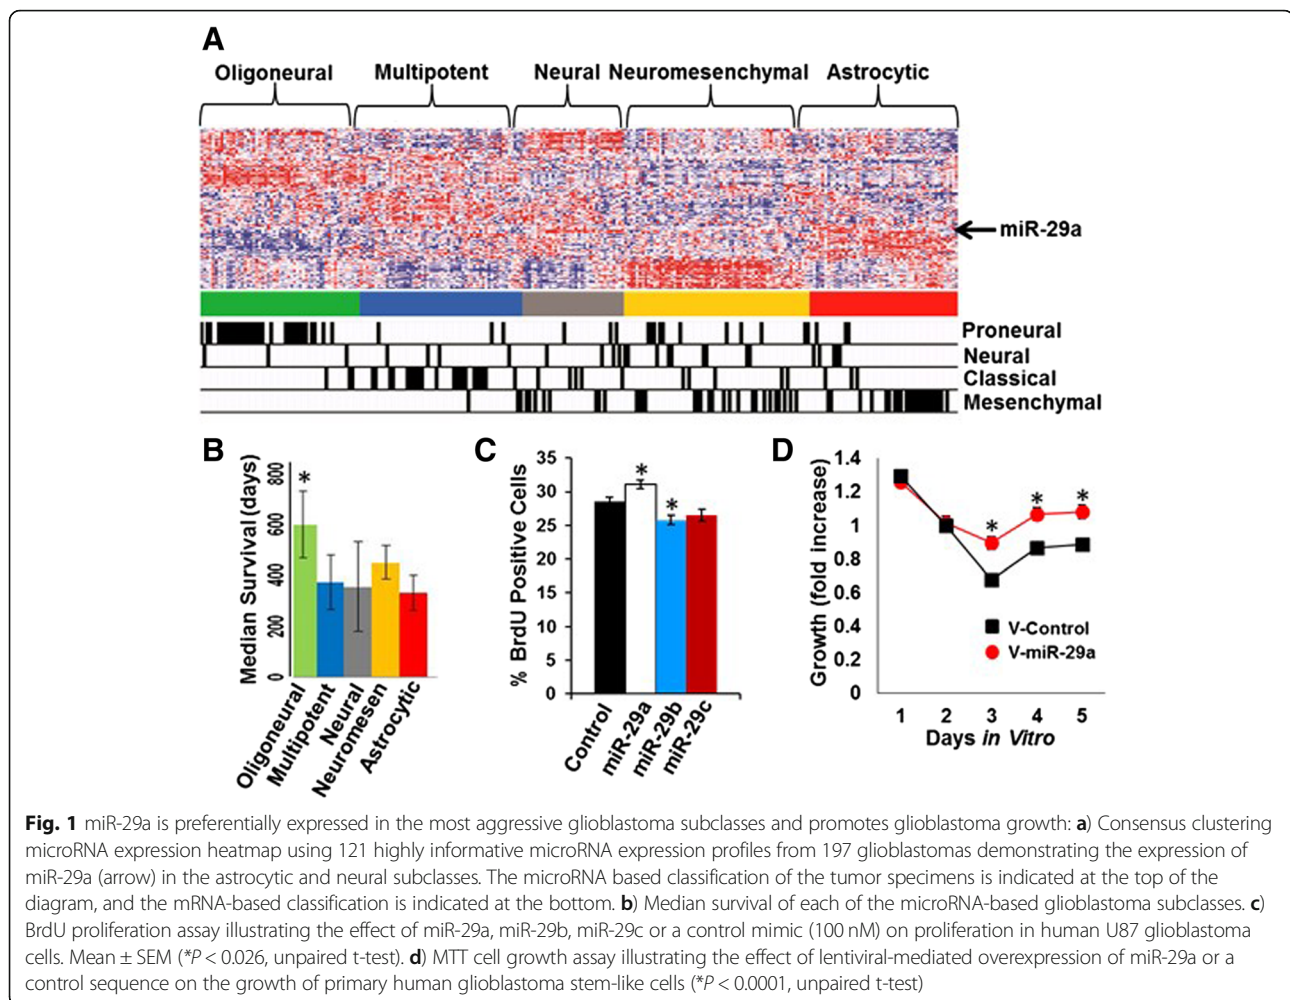 A
Oligoneural Multipotent Neural Neuromesenchymal Astrocytic
miR-29a
Proneural
Neural
Classical
Mesenchymal
B
Median Survival (days)
800
600
400
200
0
*
Oligoneural
Multipotent
Neural
Neuromesen
Astrocytic
C
% BrdU Positive Cells
35
30
25
20
15
10
5
0
*
*
Control
miR-29a
miR-29b
miR-29c
D
Growth (fold increase)
1.4
1.2
1
0.8
0.6
0.4
0.2
0
* * *
V-Control
V-miR-29a
1 2 3 4 5
Days in Vitro
Fig. 1 miR-29a is preferentially expressed in the most aggressive glioblastoma subclasses and promotes glioblastoma growth: a) Consensus clustering
microRNA expression heatmap using 121 highly informative microRNA expression profiles from 197 glioblastomas demonstrating the expression of
miR-29a (arrow) in the astrocytic and neural subclasses. The microRNA based classification of the tumor specimens is indicated at the top of the
diagram, and the mRNA-based classification is indicated at the bottom. b) Median survival of each of the microRNA-based glioblastoma subclasses. c)
BrdU proliferation assay illustrating the effect of miR-29a, miR-29b, miR-29c or a control mimic (100 nM) on proliferation in human U87 glioblastoma
cells. Mean ± SEM (*P < 0.026, unpaired t-test). d) MTT cell growth assay illustrating the effect of lentiviral-mediated overexpression of miR-29a or a
control sequence on the growth of primary human glioblastoma stem-like cells (*P < 0.0001, unpaired t-test)